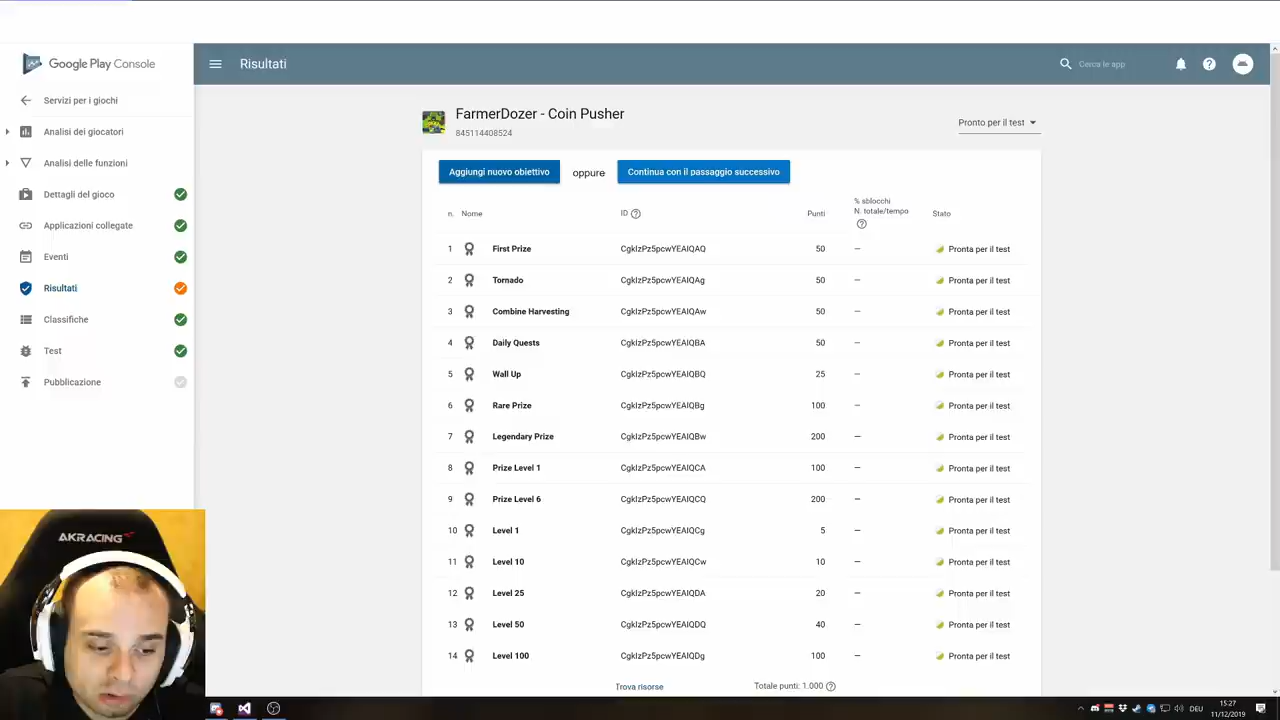 Google Play Console
Risultati
Cerca le app
Servizi per i giochi
Analisi dei giocatori
Analisi delle funzioni
Dettagli del gioco
Applicazioni collegate
Eventi
Risultati
Classifiche
Test
Pubblicazione
FarmerDozer - Coin Pusher
845114408524
Pronto per il test
Aggiungi nuovo obiettivo oppure Continua con il passaggio successivo
n. Nome ID Punti % sblocchi N. totale/tempo Stato
1 First Prize CgkIzPz5pcwYEAIQAQ 50 – Pronta per il test
2 Tornado CgkIzPz5pcwYEAIQAg 50 – Pronta per il test
3 Combine Harvesting CgkIzPz5pcwYEAIQAw 50 – Pronta per il test
4 Daily Quests CgkIzPz5pcwYEAIQBA 50 – Pronta per il test
5 Wall Up CgkIzPz5pcwYEAIQBQ 25 – Pronta per il test
6 Rare Prize CgkIzPz5pcwYEAIQBg 100 – Pronta per il test
7 Legendary Prize CgkIzPz5pcwYEAIQBw 200 – Pronta per il test
8 Prize Level 1 CgkIzPz5pcwYEAIQCA 100 – Pronta per il test
9 Prize Level 6 CgkIzPz5pcwYEAIQCQ 200 – Pronta per il test
10 Level 1 CgkIzPz5pcwYEAIQCg 5 – Pronta per il test
11 Level 10 CgkIzPz5pcwYEAIQCw 10 – Pronta per il test
12 Level 25 CgkIzPz5pcwYEAIQDA 20 – Pronta per il test
13 Level 50 CgkIzPz5pcwYEAIQDQ 40 – Pronta per il test
14 Level 100 CgkIzPz5pcwYEAIQDg 100 – Pronta per il test
Trova risorse Totale punti: 1.000
AKRACING
DEU
15:27
11/12/2019